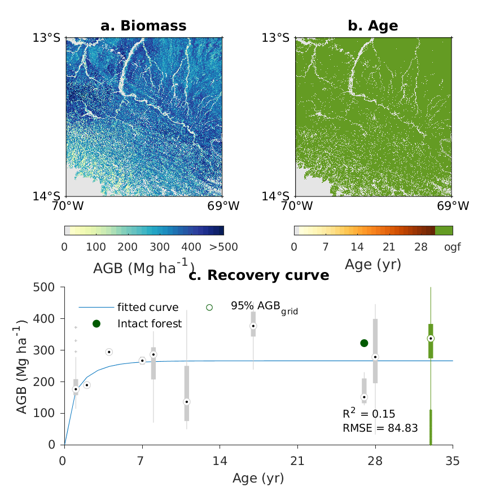 a. Biomass
b. Age
13°S
13°S
14°S
14°S
70°W
69°W
70°W
69°W
0 100 200 300 400 >500
0 7 14 21 28 ogf
AGB (Mg ha⁻¹)
Age (yr)
c. Recovery curve
500
400
300
200
100
0
AGB (Mg ha⁻¹)
fitted curve
95% AGB_grid
Intact forest
R² = 0.15
RMSE = 84.83
0 7 14 21 28 35
Age (yr)